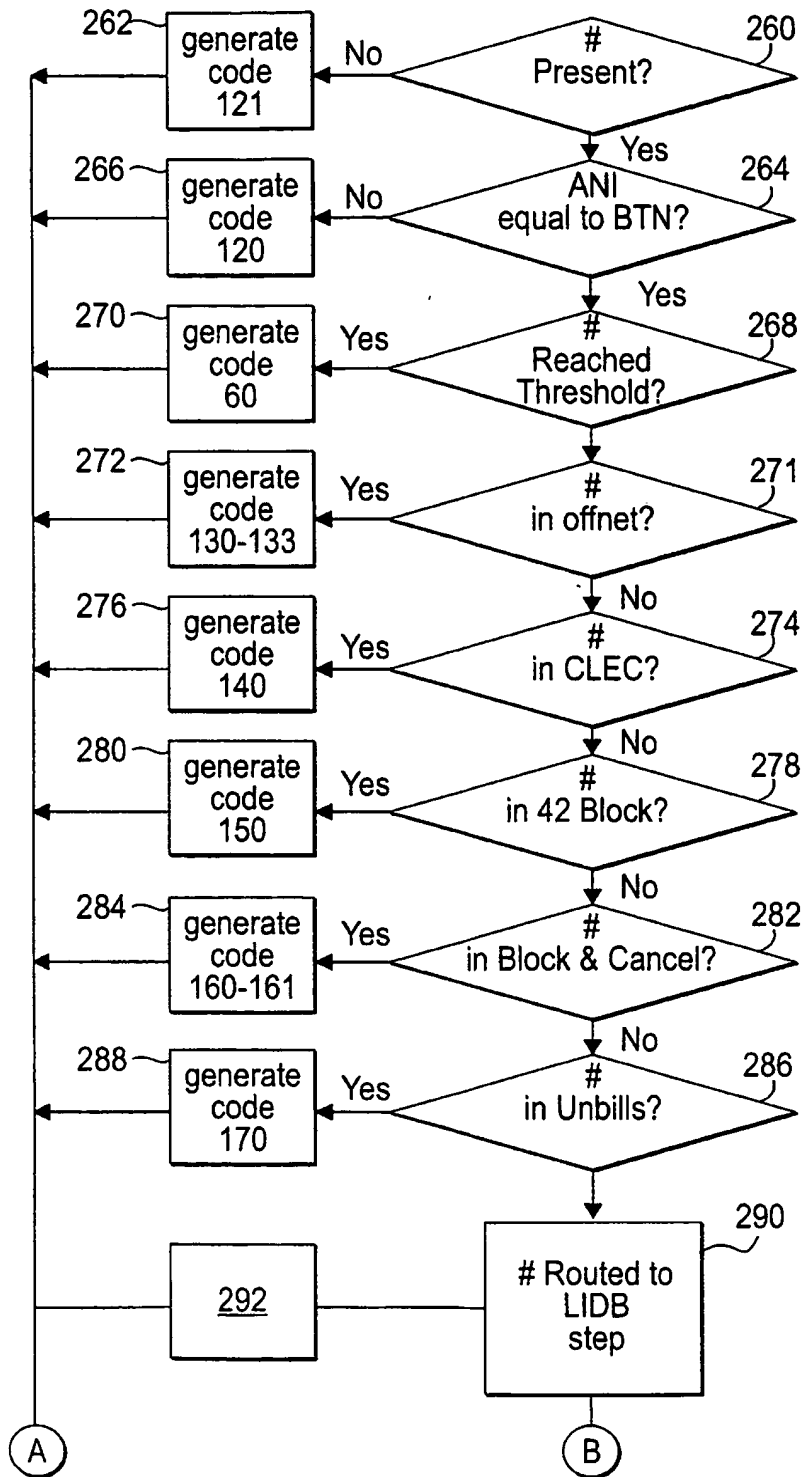 262
generate
code
121
No
#
Present?
260
Yes
266
generate
code
120
No
ANI
equal to BTN?
264
Yes
270
generate
code
60
Yes
#
Reached
Threshold?
268
272
generate
code
130-133
Yes
#
in offnet?
271
No
276
generate
code
140
Yes
#
in CLEC?
274
No
280
generate
code
150
Yes
#
in 42 Block?
278
No
284
generate
code
160-161
Yes
#
in Block & Cancel?
282
No
288
generate
code
170
Yes
#
in Unbills?
286
292
# Routed to
LIDB
step
290
A
B